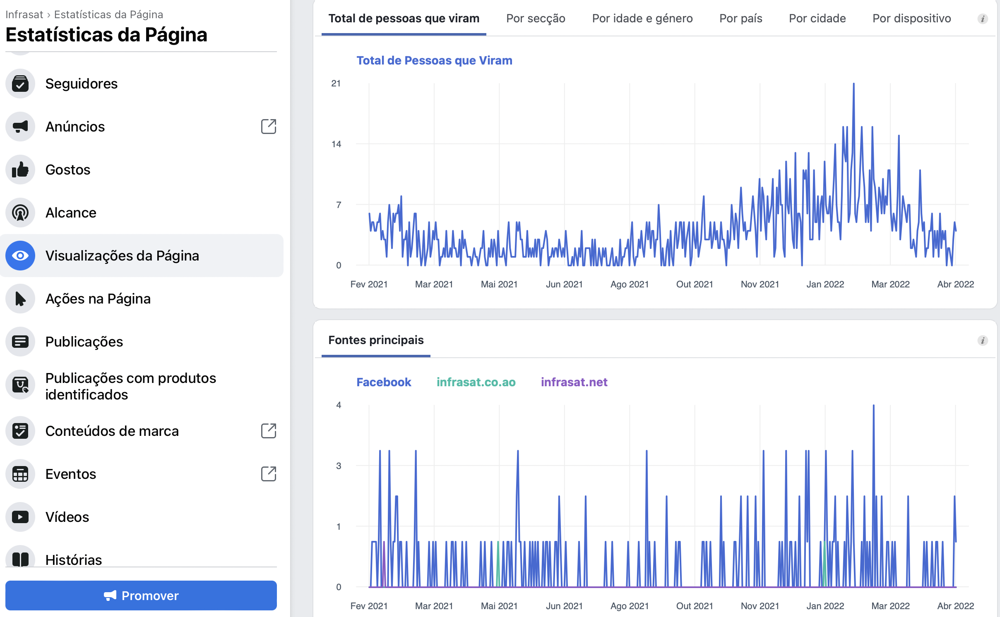 Infrasat › Estatísticas da Página
Estatísticas da Página
Seguidores
Anúncios
Gostos
Alcance
Visualizações da Página
Ações na Página
Publicações
Publicações com produtos
identificados
Conteúdos de marca
Eventos
Vídeos
Histórias
Promover
Total de pessoas que viram Por secção Por idade e género Por país Por cidade Por dispositivo i
Total de Pessoas que Viram
21
14
7
0
Fev 2021 Mar 2021 Mai 2021 Jun 2021 Ago 2021 Out 2021 Nov 2021 Jan 2022 Mar 2022 Abr 2022
Fontes principais i
Facebook infrasat.co.ao infrasat.net
4
3
1
0
Fev 2021 Mar 2021 Mai 2021 Jun 2021 Ago 2021 Out 2021 Nov 2021 Jan 2022 Mar 2022 Abr 2022